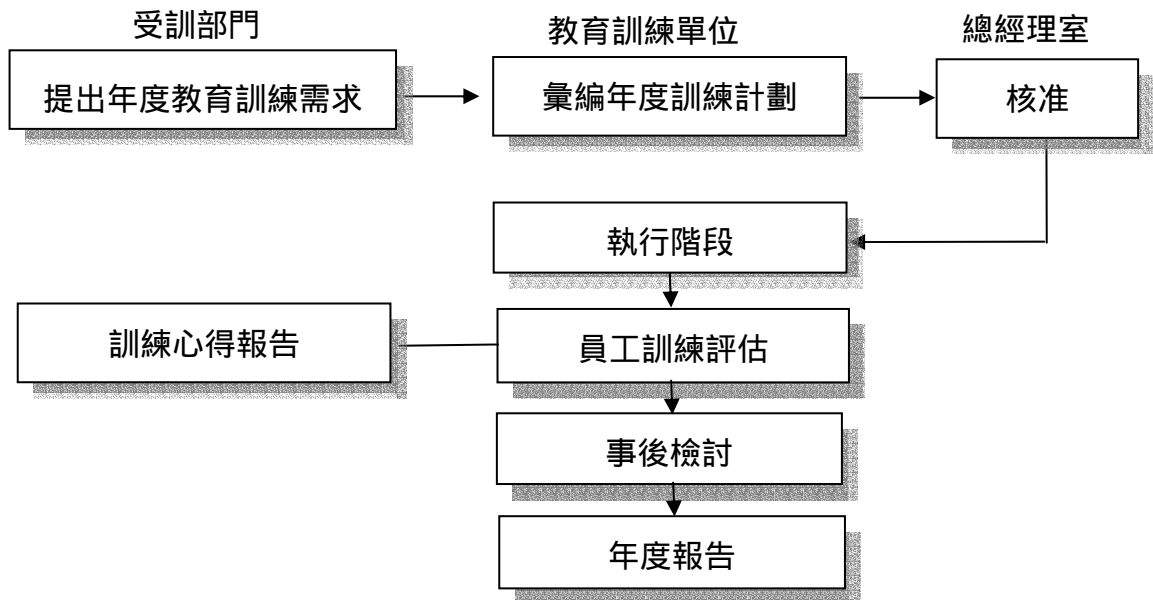 受訓部門
教育訓練單位
總經理室
提出年度教育訓練需求
彙編年度訓練計劃
核准
執行階段
訓練心得報告
員工訓練評估
事後檢討
年度報告